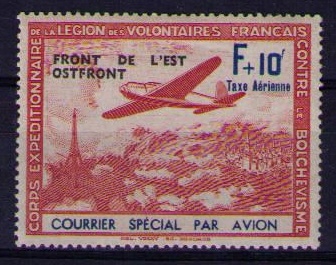 CORPS EXPEDITIONNAIRE DE LA LEGION DES VOLONTAIRES FRANÇAIS CONTRE LE BOLCHEVISME
FRONT DE L'EST
OSTFRONT
F+10F
Taxe Aérienne
COURRIER SPÉCIAL PAR AVION